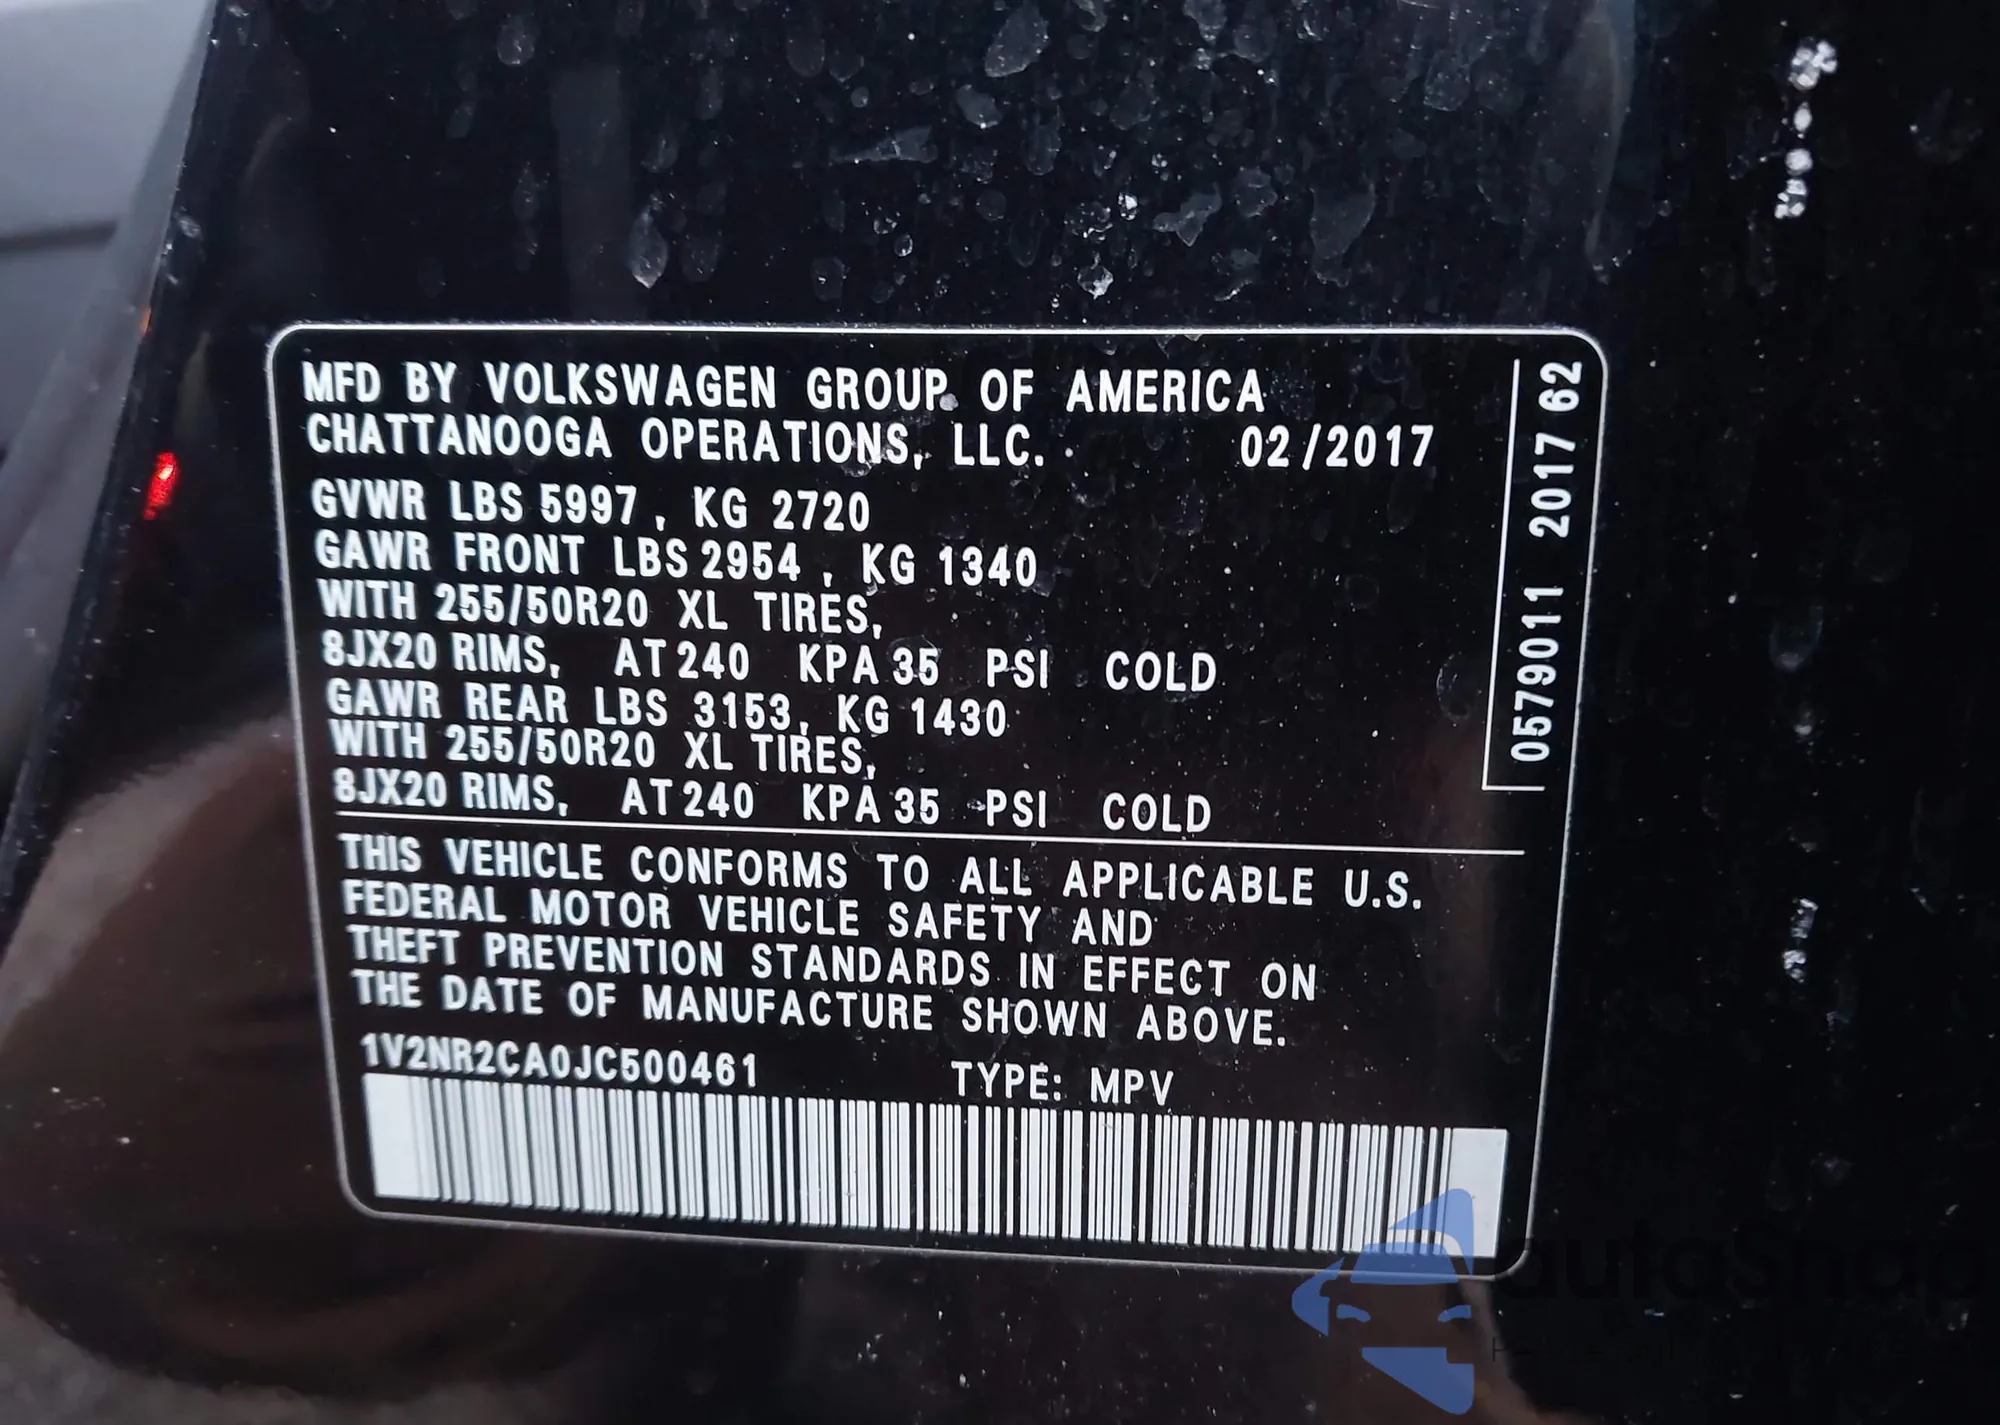 MFD BY VOLKSWAGEN GROUP OF AMERICA
CHATTANOOGA OPERATIONS, LLC. 02/2017
GVWR LBS 5997, KG 2720
GAWR FRONT LBS 2954, KG 1340
WITH 255/50R20 XL TIRES,
8JX20 RIMS, AT 240 KPA 35 PSI COLD
GAWR REAR LBS 3153, KG 1430
WITH 255/50R20 XL TIRES,
8JX20 RIMS, AT 240 KPA 35 PSI COLD
THIS VEHICLE CONFORMS TO ALL APPLICABLE U.S.
FEDERAL MOTOR VEHICLE SAFETY AND
THEFT PREVENTION STANDARDS IN EFFECT ON
THE DATE OF MANUFACTURE SHOWN ABOVE.
1V2NR2CA0JC500461 TYPE: MPV
0579011 2017 62
autaShop